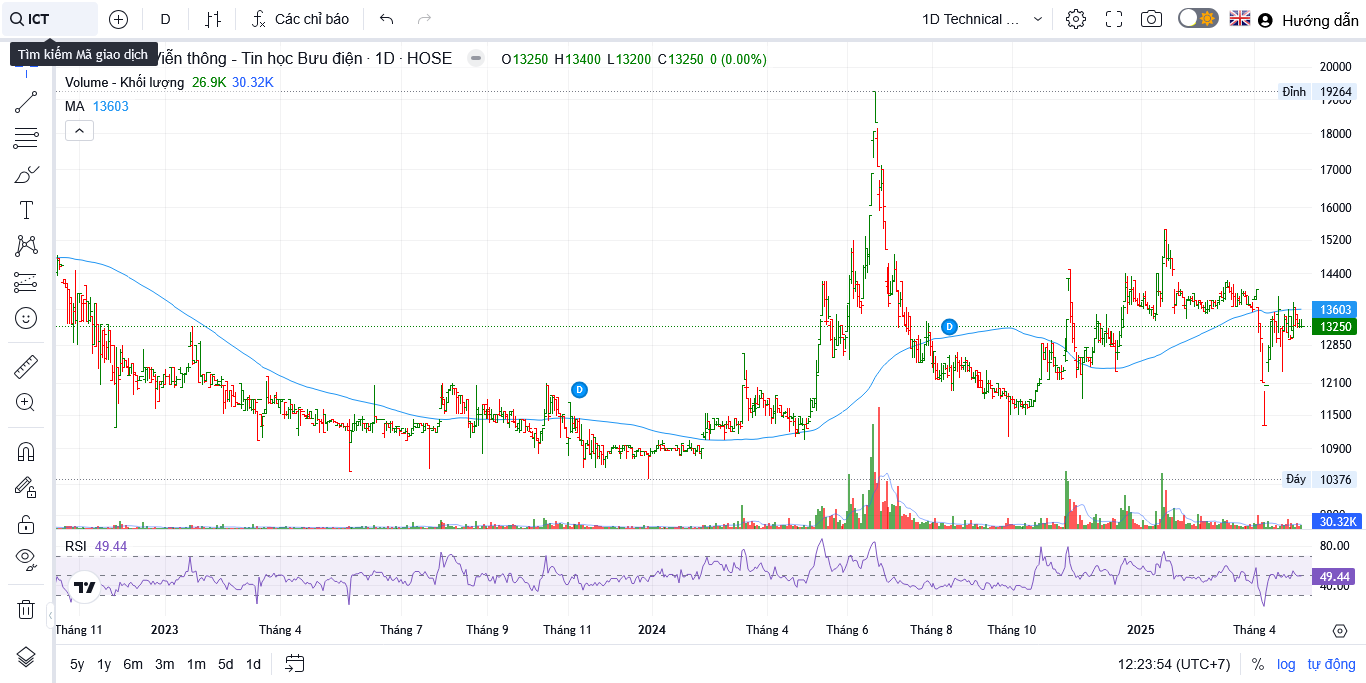 ICT
D
Các chỉ báo
1D Technical ...
Hướng dẫn
Tìm kiếm Mã giao dịch
Viễn thông - Tin học Bưu điện · 1D · HOSE
O13250 H13400 L13200 C13250 0 (0.00%)
Volume - Khối lượng 26.9K 30.32K
MA 13603
20000
Đỉnh 19264
19000
18000
17000
16000
15200
14400
13603
13250
12850
12100
11500
10900
Đáy 10376
30.32K
D
D
RSI 49.44
80.00
49.44
40.00
Tháng 11 2023 Tháng 4 Tháng 7 Tháng 9 Tháng 11 2024 Tháng 4 Tháng 6 Tháng 8 Tháng 10 2025 Tháng 4
5y 1y 6m 3m 1m 5d 1d
12:23:54 (UTC+7) % log tự động